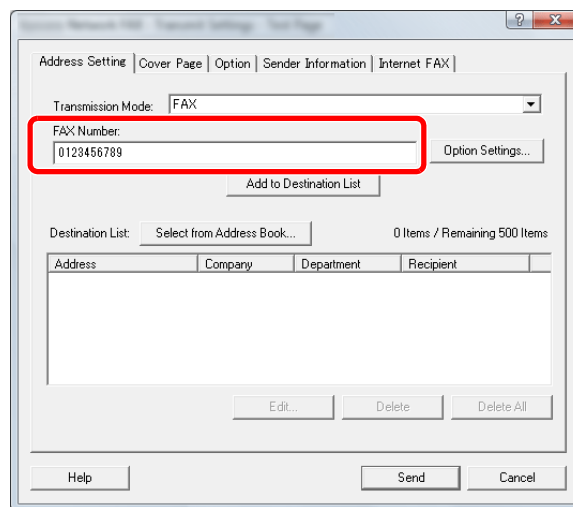 Address Setting Cover Page Option Sender Information Internet FAX
Transmission Mode: FAX
FAX Number:
0123456789
Option Settings...
Add to Destination List
Destination List: Select from Address Book... 0 Items / Remaining 500 Items
Address Company Department Recipient
Edit... Delete Delete All
Help Send Cancel